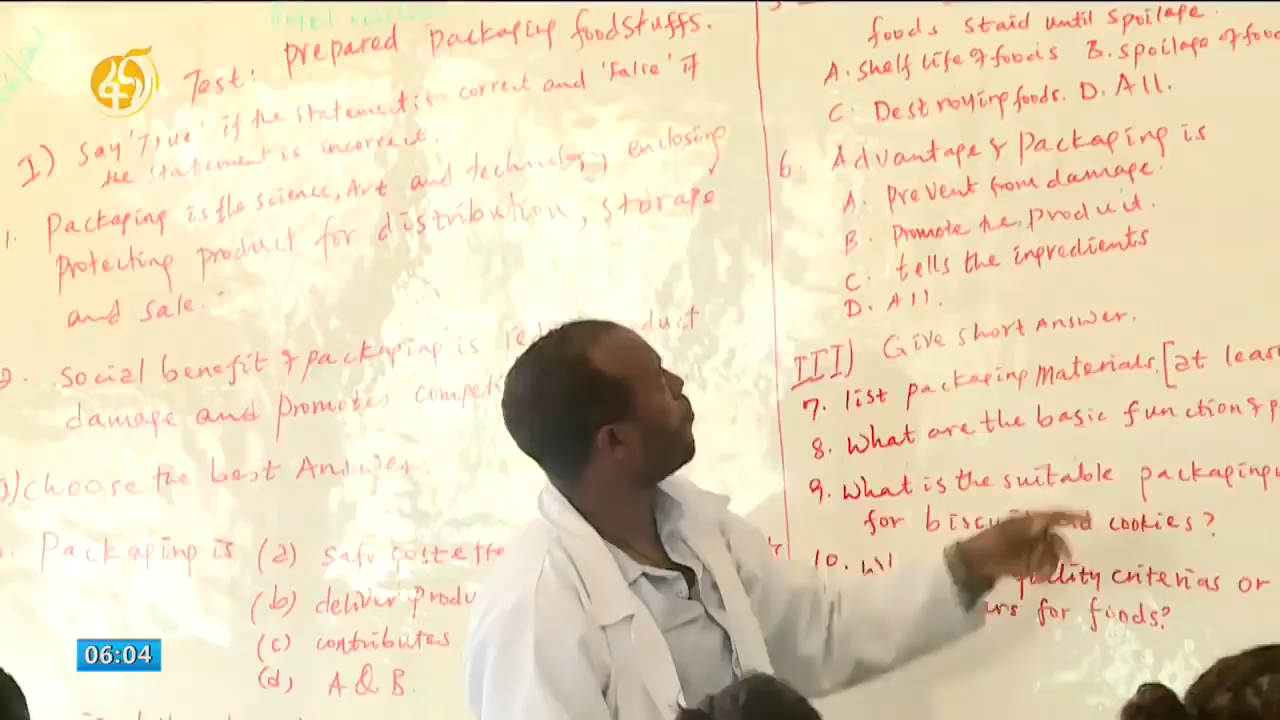 prepared packaging foodstuffs.
Test:
I) Say 'True' if the statement is correct and 'False' if
the statement is incorrect.
1. Packaging is the science, Art and technology enclosing
Protecting product for distribution, storage
and sale.
2. Social benefit of packaging is product
damage and Promotes
choose the best Answer
Packaging is (a) safe
(b) deliver
(c) contributes
(d) A & B
foods staid until spoilage.
A. shelf life of foods B. spoilage of food
C. Destroying foods. D. All.
6. Advantage of Packaging is
A. prevent from damage.
B. Promote the product.
C. tells the ingredients
D. All.
III) Give short Answer.
7. list packaging Materials. [at least
8. What are the basic function of
9. What is the suitable packaging
for cookies?
10.
quality criterias or
for foods?
06:04